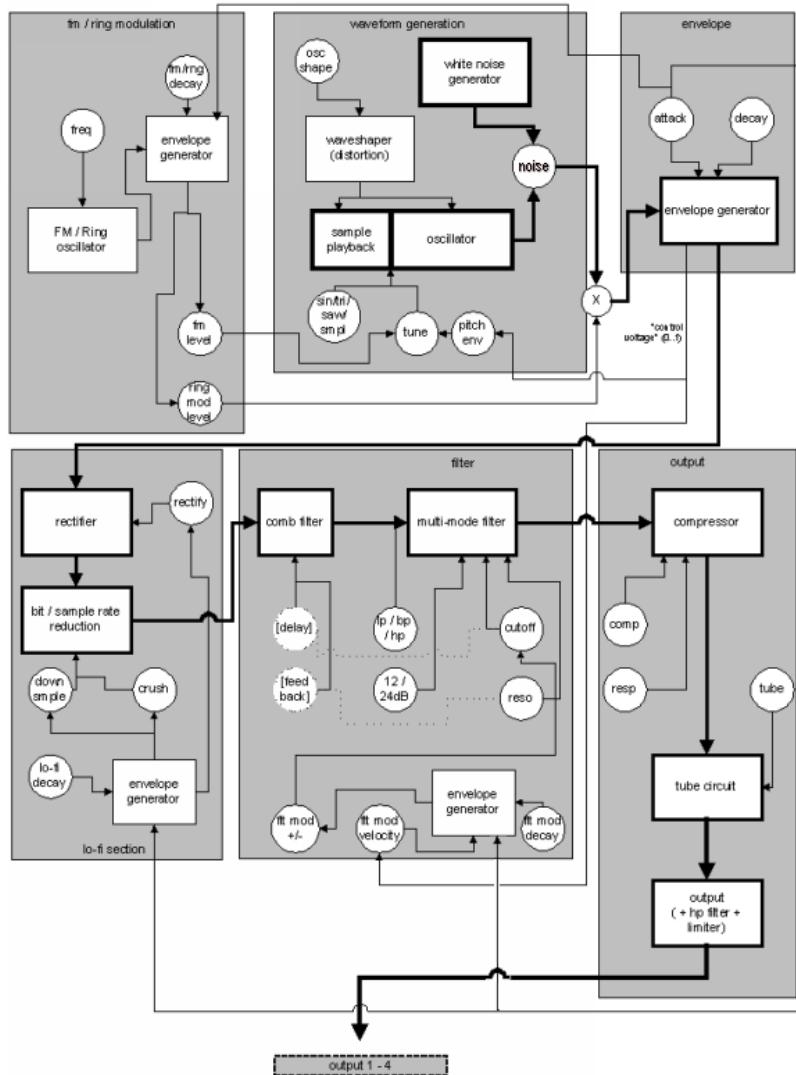 fm / ring modulation
fm/rng
decay
freq
envelope
generator
FM / Ring
oscillator
fm
level
ring
mod
level
waveform generation
osc
shape
white noise
generator
waveshaper
(distortion)
noise
sample
playback
oscillator
sin/tri/
saw/
smpl
tune
pitch
env
X
envelope
attack
decay
envelope generator
"control
voltage" (0..1)
rectifier
rectify
bit / sample rate
reduction
down
smple
crush
lo-fi
decay
envelope
generator
lo-fi section
filter
comb filter
multi-mode filter
[delay]
lp / bp
/ hp
cutoff
[feed
back]
12 /
24dB
reso
envelope
generator
flt mod
+/-
flt mod
velocity
flt mod
decay
output
compressor
comp
resp
tube
tube circuit
output
( + hp filter +
limiter)
output 1 - 4